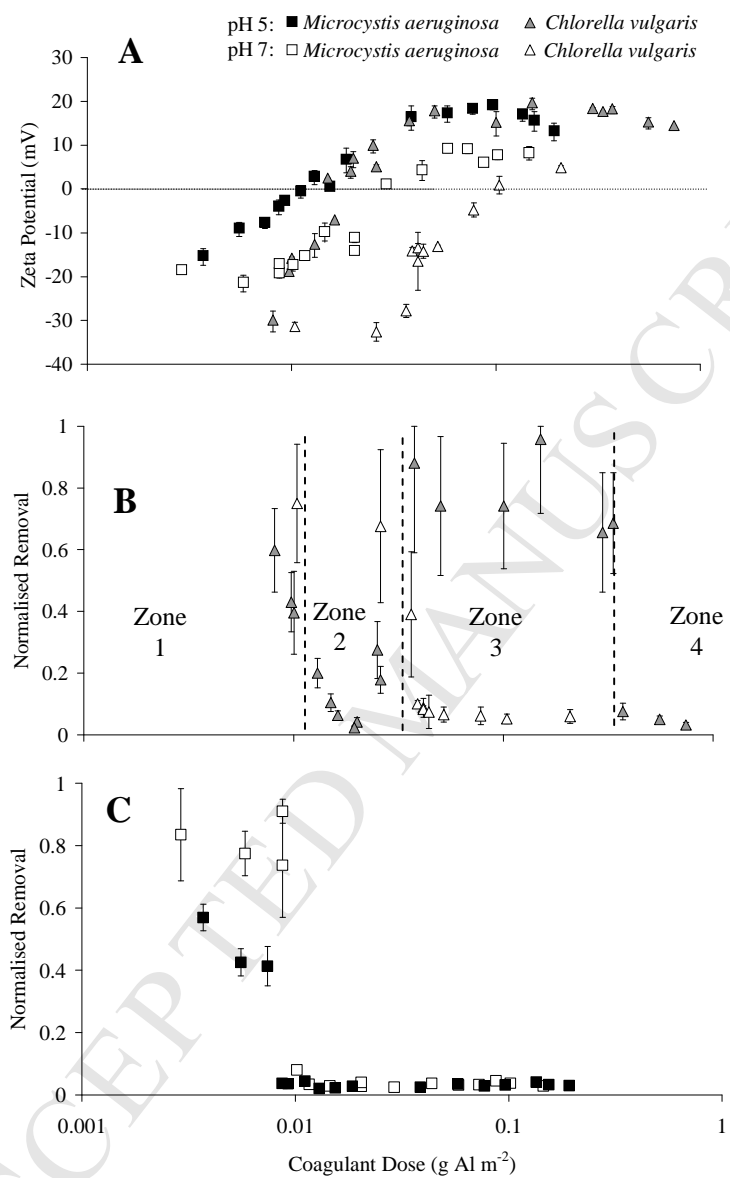 pH 5: Microcystis aeruginosa Chlorella vulgaris
pH 7: Microcystis aeruginosa Chlorella vulgaris
A
30
20
10
0
-10
-20
-30
-40
Zeta Potential (mV)
B
1
0.8
0.6
0.4
0.2
0
Normalised Removal
Zone 1
Zone 2
Zone 3
Zone 4
C
1
0.8
0.6
0.4
0.2
0
Normalised Removal
0.001 0.01 0.1 1
Coagulant Dose (g Al m-2)
CEPTED MANUSCR